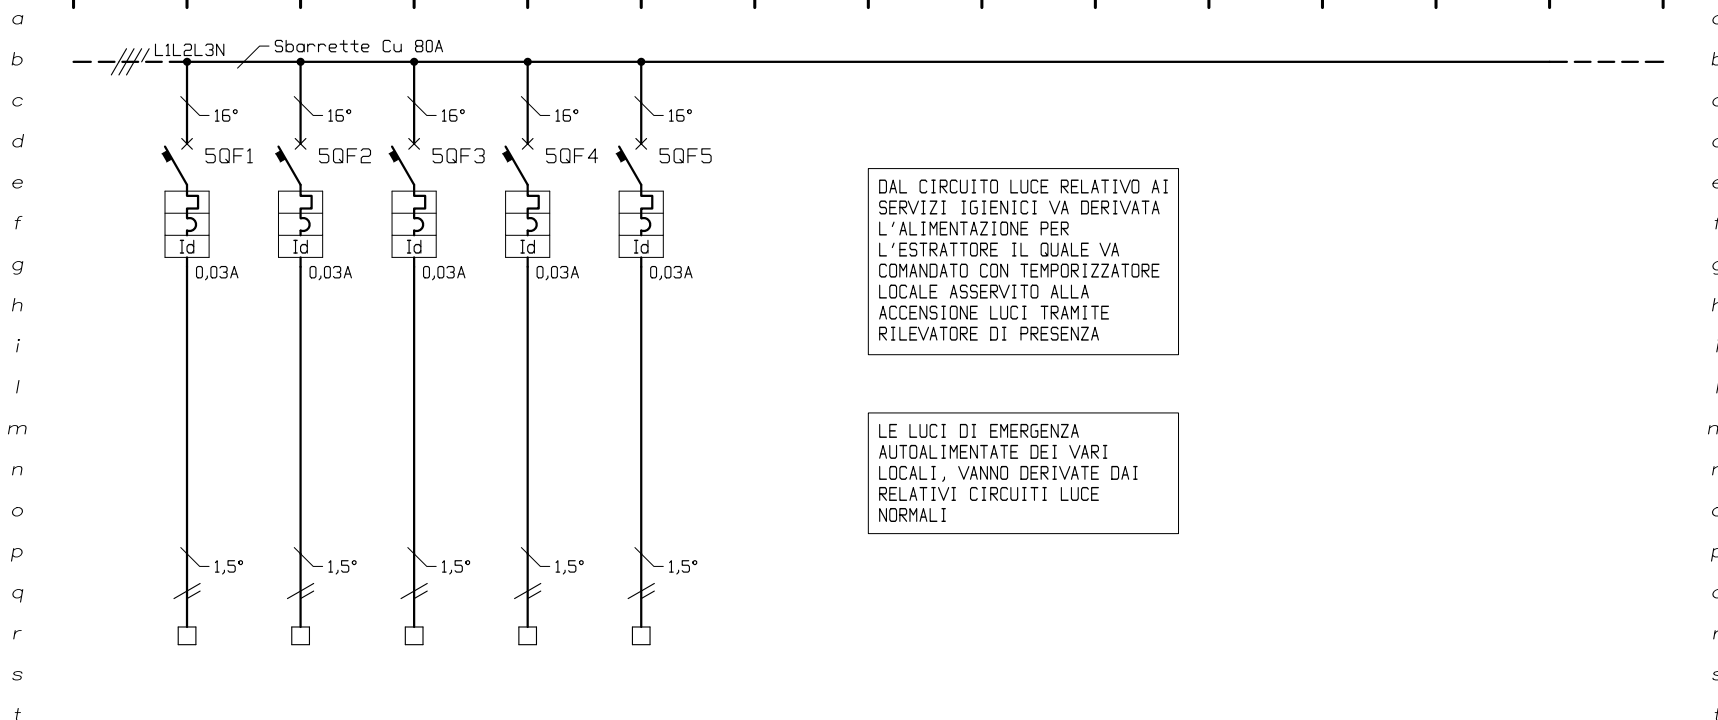 a
b
L1L2L3N
Sbarrette Cu 80A
c
16° 16° 16° 16° 16°
d
5QF1 5QF2 5QF3 5QF4 5QF5
e
f
Id Id Id Id Id
g
0,03A 0,03A 0,03A 0,03A 0,03A
h
i
l
m
n
o
p
1,5° 1,5° 1,5° 1,5° 1,5°
q
r
s
t
DAL CIRCUITO LUCE RELATIVO AI
SERVIZI IGIENICI VA DERIVATA
L'ALIMENTAZIONE PER
L'ESTRATTORE IL QUALE VA
COMANDATO CON TEMPORIZZATORE
LOCALE ASSERVITO ALLA
ACCENSIONE LUCI TRAMITE
RILEVATORE DI PRESENZA
LE LUCI DI EMERGENZA
AUTOALIMENTATE DEI VARI
LOCALI, VANNO DERIVATE DAI
RELATIVI CIRCUITI LUCE
NORMALI